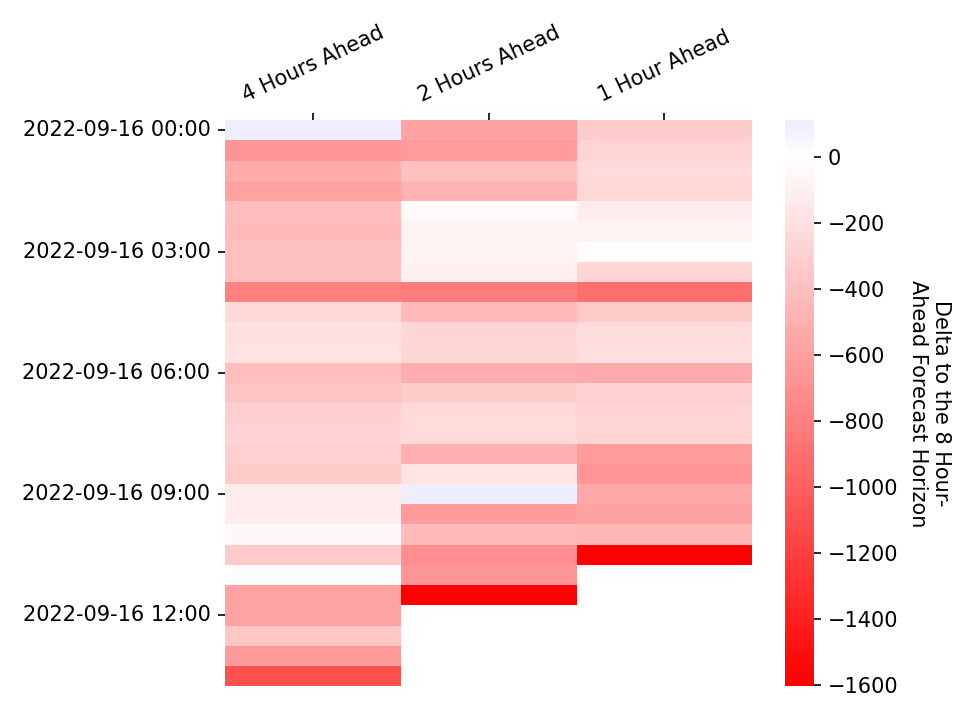 4 Hours Ahead
2 Hours Ahead
1 Hour Ahead
2022-09-16 00:00
2022-09-16 03:00
2022-09-16 06:00
2022-09-16 09:00
2022-09-16 12:00
0
−200
−400
−600
−800
−1000
−1200
−1400
−1600
Delta to the 8 Hour-
Ahead Forecast Horizon